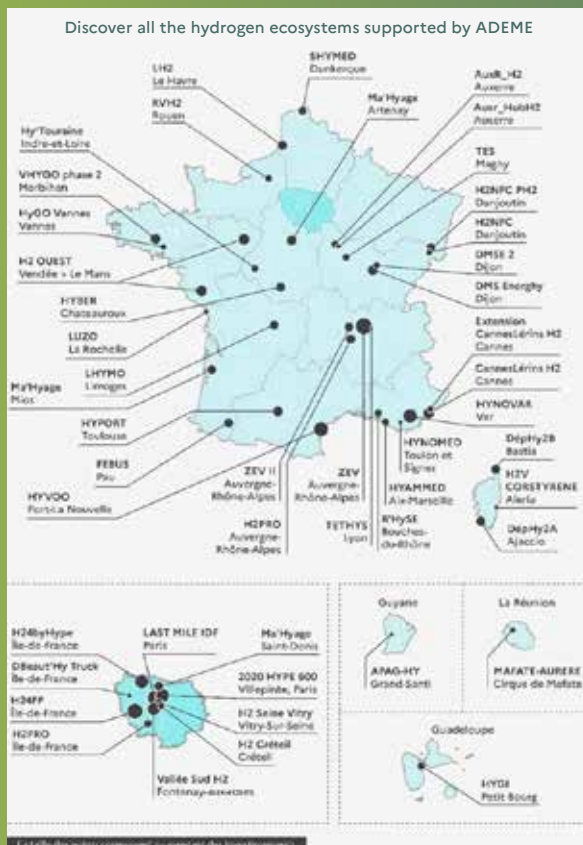 Discover all the hydrogen ecosystems supported by ADEME
SHYMED
Dunkerque
LH2
Le Havre
RVH2
Rouen
Ma'Hyage
Artenay
AuxR_H2
Auxerre
Auxr_HubH2
Auxerre
Hy'Touraine
Indre-et-Loire
TES
Magny
VHYGO phase 2
Morbihan
H2NFC PH2
Danjoutin
HyGO Vannes
Vannes
H2NFC
Danjoutin
H2 OUEST
Vendée + Le Mans
DMSE 2
Dijon
HYBER
Chateauroux
DMS Energhy
Dijon
LUZO
La Rochelle
Extension
CannesLérins H2
Cannes
LHYMO
Limoges
CannesLérins H2
Cannes
Ma'Hyage
Mios
HYNOVAR
Var
HYPORT
Toulouse
HYNOMED
Toulon et
Signes
DépHy2B
Bastia
FEBUS
Pau
ZEV II
Auvergne-
Rhône-Alpes
ZEV
Auvergne-
Rhône-Alpes
HYAMMED
Aix-Marseille
H2V
CORSTYRENE
Aleria
HYVOO
Port-La Nouvelle
H2PRO
Auvergne-
Rhône-Alpes
TETHYS
Lyon
R'HySE
Bouches-
du-Rhône
DépHy2A
Ajaccio
H24byHype
Île-de-France
LAST MILE IDF
Paris
Ma'Hyage
Saint-Denis
DBeaut'Hy Truck
Île-de-France
2020 HYPE 600
Villepinte, Paris
H24FP
Île-de-France
H2 Seine Vitry
Vitry-Sur-Seine
H2PRO
Île-de-France
H2 Créteil
Créteil
Vallée Sud H2
Fontenay-aux-roses
Guyane
APAG-HY
Grand-Santi
La Réunion
MAFATE-AURERE
Cirque de Mafate
Guadeloupe
HYGI
Petit Bourg